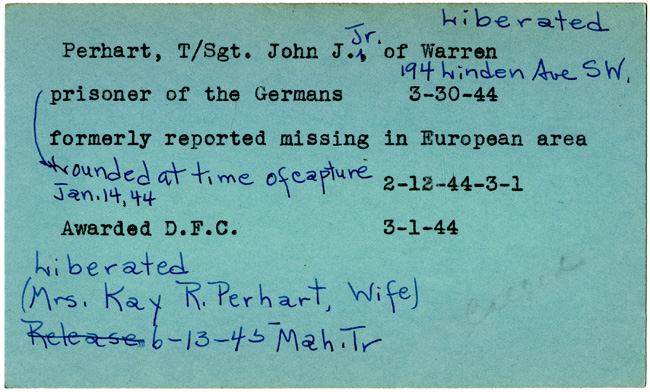 Liberated
Perhart, T/Sgt. John J., Jr. of Warren
194 Linden Ave SW.
prisoner of the Germans 3-30-44
formerly reported missing in European area
wounded at time of capture 2-12-44-3-1
Jan. 14, 44
Awarded D.F.C. 3-1-44
Liberated
(Mrs. Kay R. Perhart, Wife)
Release 6-13-45 Mah. Tr